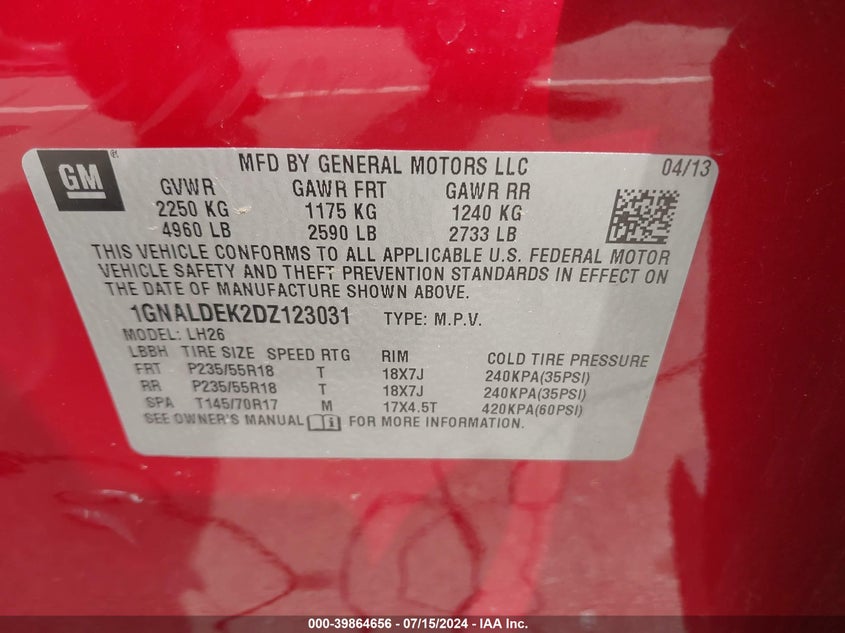 GM
MFD BY GENERAL MOTORS LLC 04/13
GVWR GAWR FRT GAWR RR
2250 KG 1175 KG 1240 KG
4960 LB 2590 LB 2733 LB
THIS VEHICLE CONFORMS TO ALL APPLICABLE U.S. FEDERAL MOTOR
VEHICLE SAFETY AND THEFT PREVENTION STANDARDS IN EFFECT ON
THE DATE OF MANUFACTURE SHOWN ABOVE.
1GNALDEK2DZ123031 TYPE: M.P.V.
MODEL: LH26
LBBH TIRE SIZE SPEED RTG RIM COLD TIRE PRESSURE
FRT P235/55R18 T 18X7J 240KPA(35PSI)
RR P235/55R18 T 18X7J 240KPA(35PSI)
SPA T145/70R17 M 17X4.5T 420KPA(60PSI)
SEE OWNER'S MANUAL FOR MORE INFORMATION.
000-39864656 - 07/15/2024 - IAA Inc.